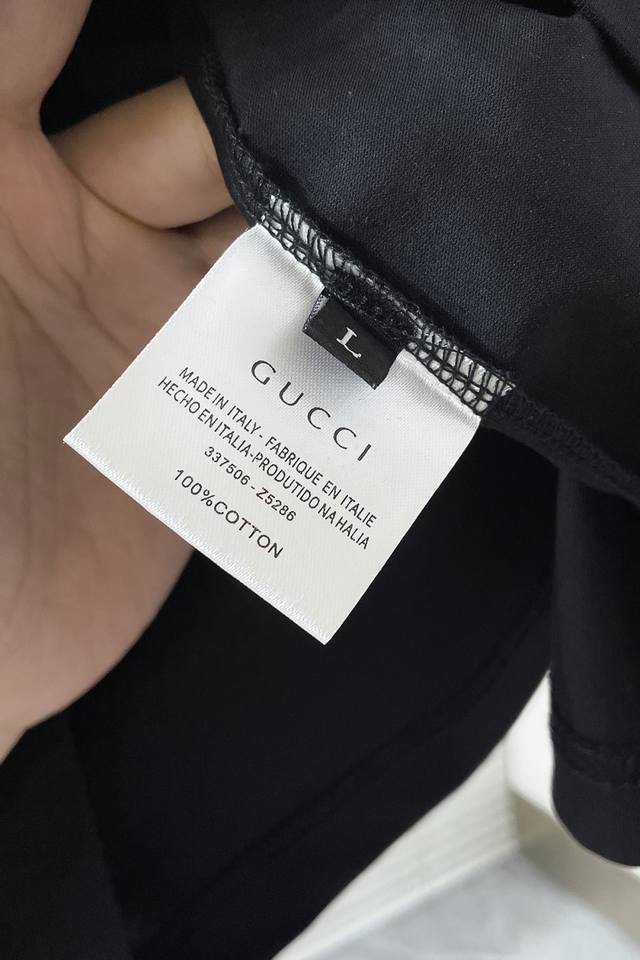 L
GUCCI
MADE IN ITALY - FABRIQUE EN ITALIE
HECHO EN ITALIA-PRODUTIDO NA HALIA
337506 - Z5286
100%COTTON